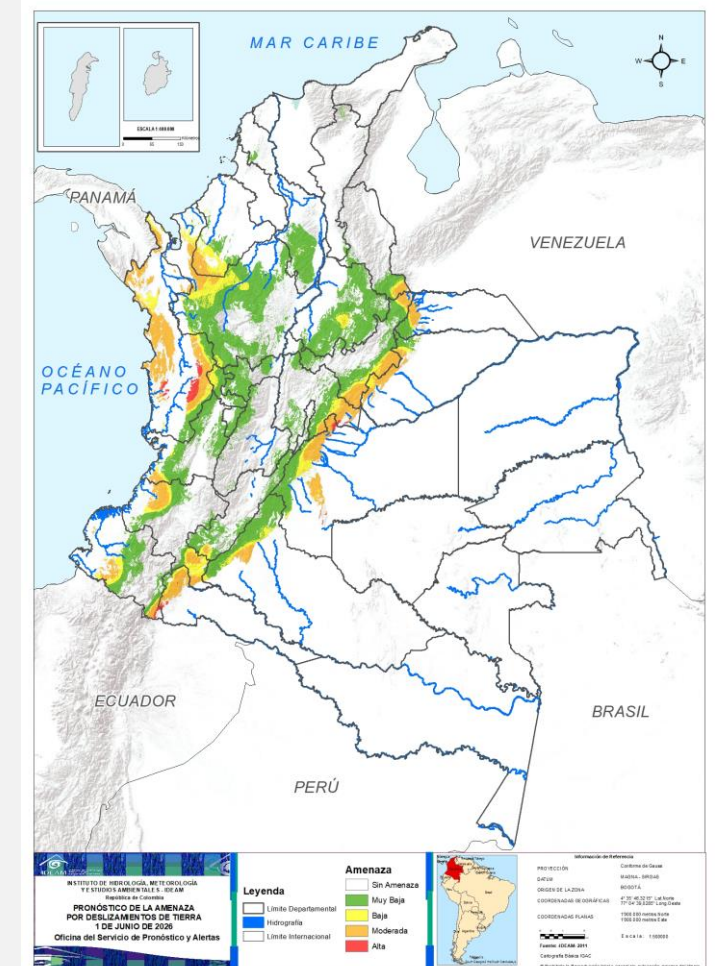 MAR CARIBE
N
W
E
S
PANAMÁ
VENEZUELA
OCÉANO
PACÍFICO
ECUADOR
BRASIL
PERÚ
INSTITUTO DE HIDROLOGÍA, METEOROLOGÍA
Y ESTUDIOS AMBIENTALES - IDEAM
República de Colombia
PRONÓSTICO DE LA AMENAZA
POR DESLIZAMIENTOS DE TIERRA
1 DE JUNIO DE 2026
Oficina del Servicio de Pronóstico y Alertas
Leyenda
Límite Departamental
Hidrografía
Límite Internacional
Amenaza
Sin Amenaza
Muy Baja
Baja
Moderada
Alta
Información de Referencia
PROYECCIÓN
Conforme de Gauss
DATUM
MAGNA - SIRGAS
ORIGEN DE LA ZONA
BOGOTÁ
COORDENADAS GEOGRÁFICAS
COORDENADAS PLANAS
Fuente: IDEAM 2011
Cartografía Básica IGAC